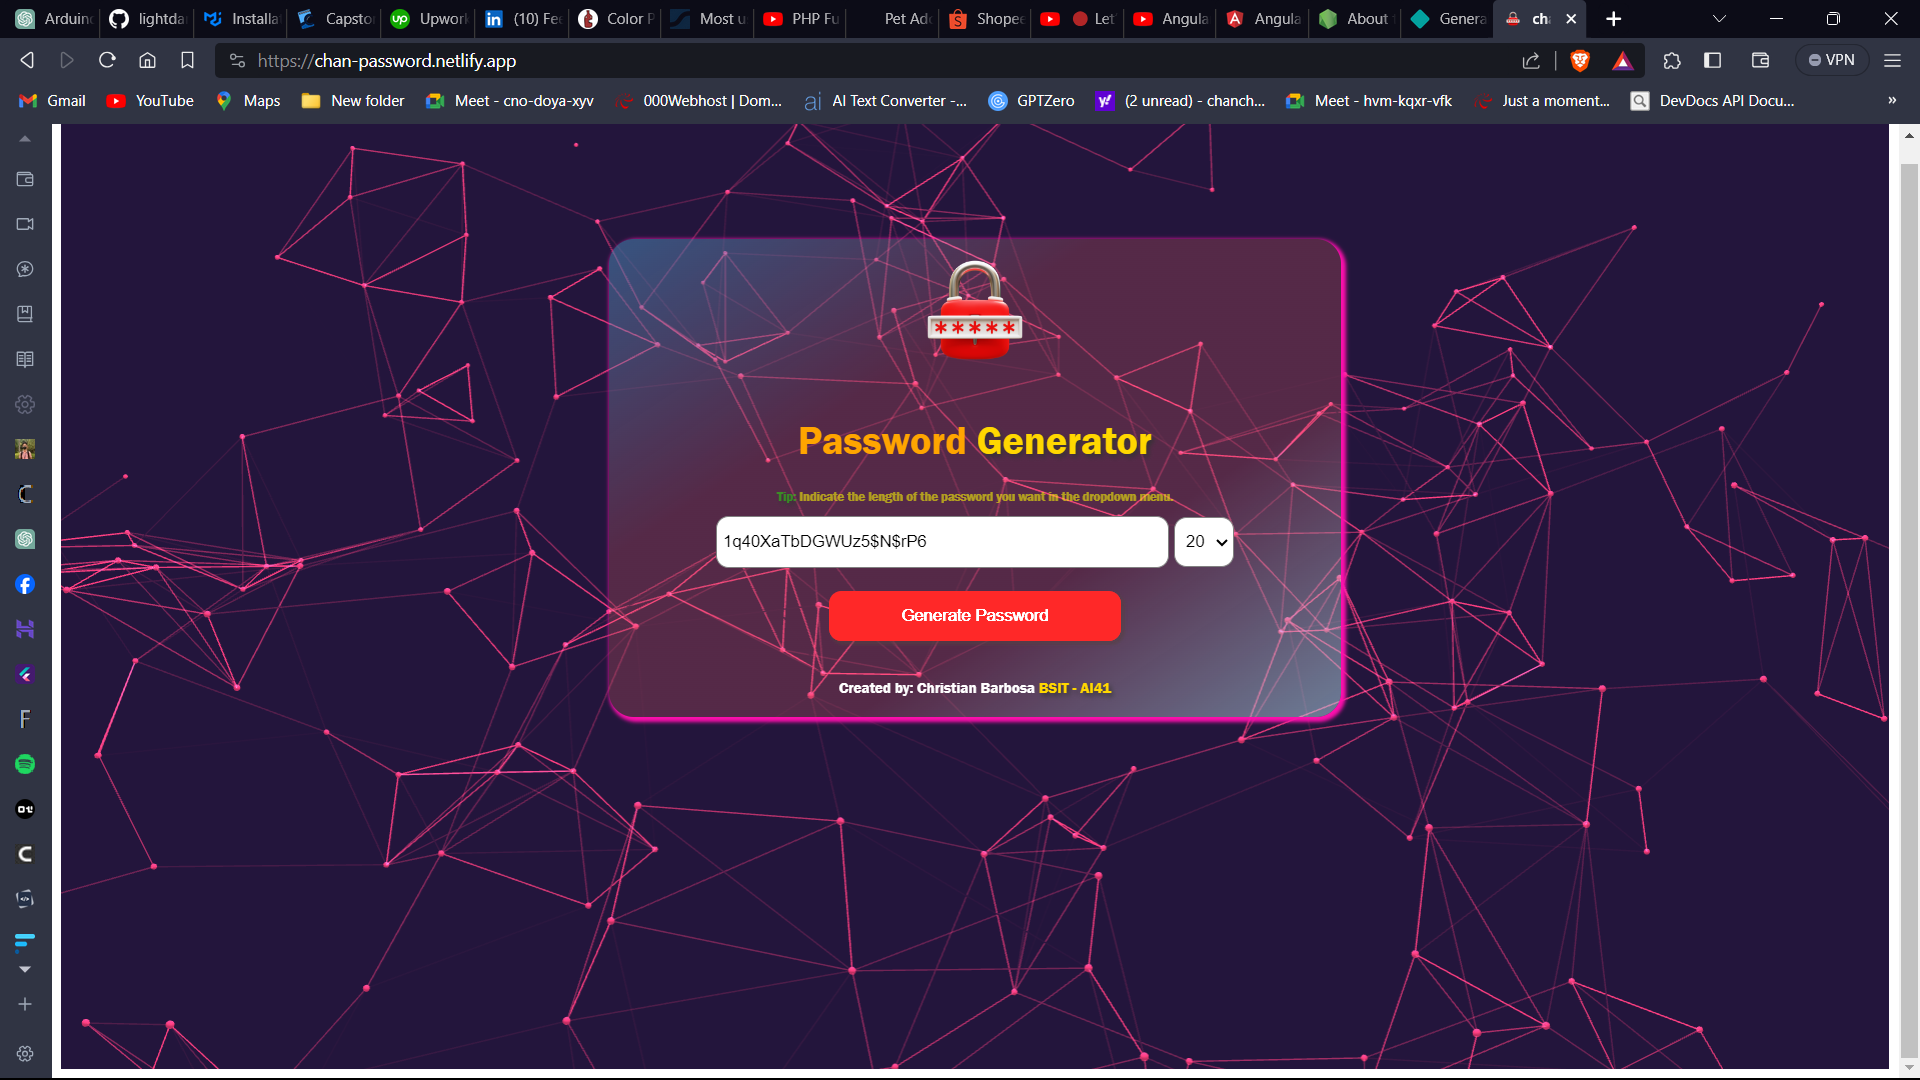 Arduin
lightda
Installa
Capsto
Upwor
(10) Fe
Color P
Most u
PHP Fu
Pet Ado
Shopee
Let'
Angula
Angula
About
Genera
ch
https://chan-password.netlify.app
VPN
Gmail
YouTube
Maps
New folder
Meet - cno-doya-xyv
000Webhost | Dom...
AI Text Converter -...
GPTZero
(2 unread) - chanch...
Meet - hvm-kqxr-vfk
Just a moment...
DevDocs API Docu...
»
*****
Password Generator
Tip: Indicate the length of the password you want in the dropdown menu.
1q40XaTbDGWUz5$N$rP6
20
Generate Password
Created by: Christian Barbosa BSIT - AI41